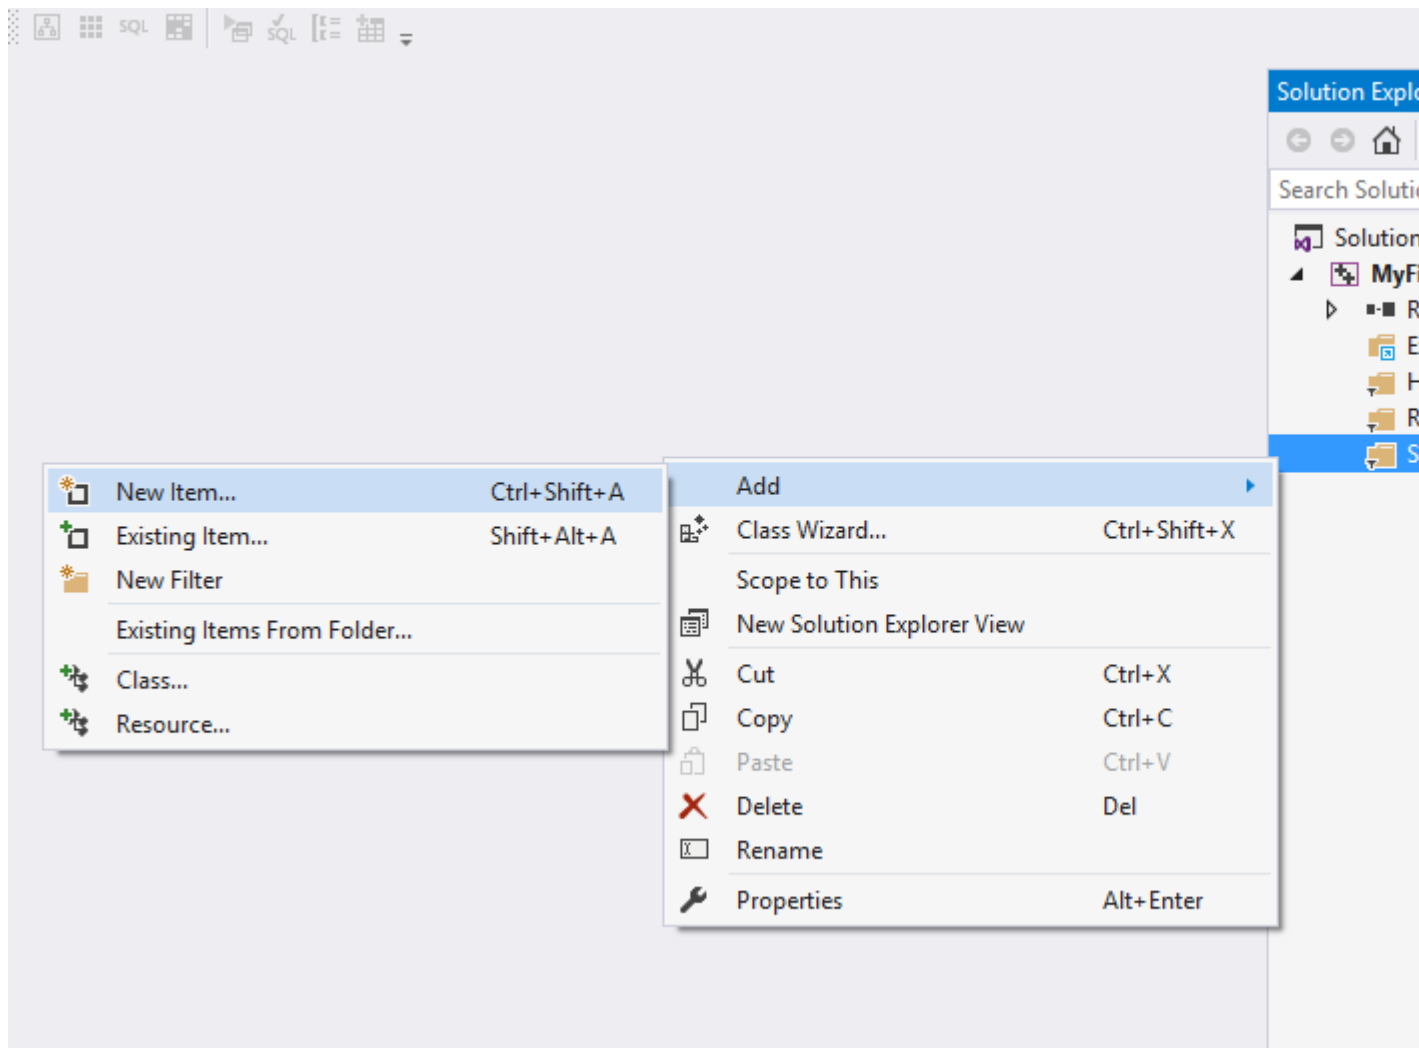 SQL
SQL
Solution Explo
Search Soluti
Solution
MyFi
R
E
H
R
S
New Item... Ctrl+Shift+A
Existing Item... Shift+Alt+A
New Filter
Existing Items From Folder...
Class...
Resource...
Add
Class Wizard... Ctrl+Shift+X
Scope to This
New Solution Explorer View
Cut Ctrl+X
Copy Ctrl+C
Paste Ctrl+V
Delete Del
Rename
Properties Alt+Enter